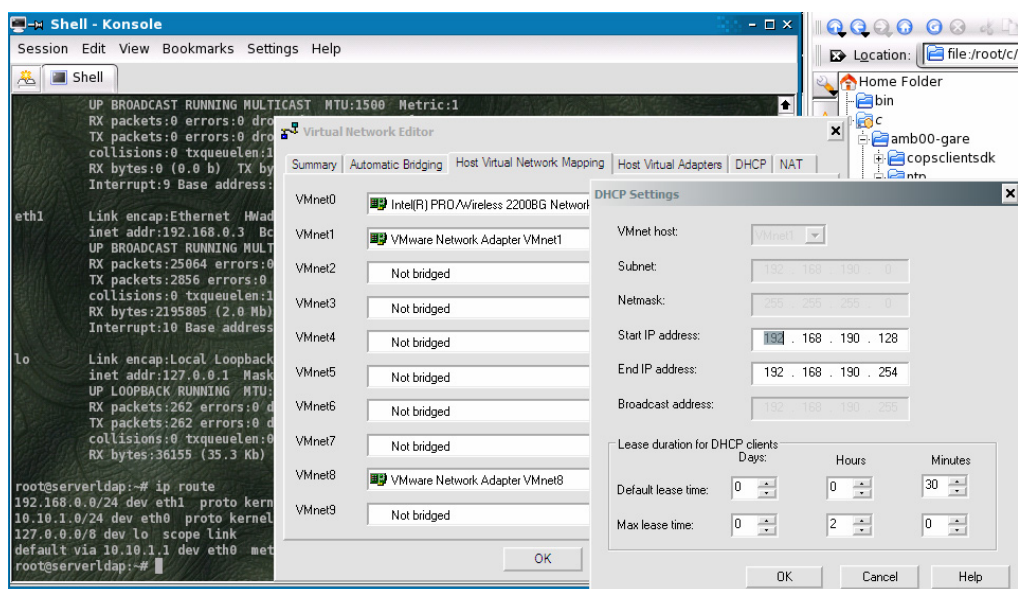 Shell - Konsole
Session Edit View Bookmarks Settings Help
Shell
UP BROADCAST RUNNING MULTICAST MTU:1500 Metric:1
RX packets:0 errors:0 dro
TX packets:0 errors:0 dro
collisions:0 txqueuelen:1
RX bytes:0 (0.0 b) TX by
Interrupt:9 Base address:
eth1 Link encap:Ethernet HWad
inet addr:192.168.0.3 Bc
UP BROADCAST RUNNING MULT
RX packets:25064 errors:0
TX packets:2856 errors:0
collisions:0 txqueuelen:1
RX bytes:2195805 (2.0 Mb)
Interrupt:10 Base address
lo Link encap:Local Loopback
inet addr:127.0.0.1 Mask
UP LOOPBACK RUNNING MTU:
RX packets:262 errors:0 d
TX packets:262 errors:0 d
collisions:0 txqueuelen:0
RX bytes:36155 (35.3 Kb)
root@serverldap:~# ip route
192.168.0.0/24 dev eth1 proto kern
10.10.1.0/24 dev eth0 proto kernel
127.0.0.0/8 dev lo scope link
default via 10.10.1.1 dev eth0 met
root@serverldap:~#
Location: file:/root/c/
Home Folder
bin
c
amb00-gare
copsclientsdk
ntp
Virtual Network Editor
Summary Automatic Bridging Host Virtual Network Mapping Host Virtual Adapters DHCP NAT
VMnet0 Intel(R) PRO/Wireless 2200BG Network
VMnet1 VMware Network Adapter VMnet1
VMnet2 Not bridged
VMnet3 Not bridged
VMnet4 Not bridged
VMnet5 Not bridged
VMnet6 Not bridged
VMnet7 Not bridged
VMnet8 VMware Network Adapter VMnet8
VMnet9 Not bridged
OK
DHCP Settings
VMnet host: VMnet1
Subnet: 192 . 168 . 190 . 0
Netmask: 255 . 255 . 255 . 0
Start IP address: 192 . 168 . 190 . 128
End IP address: 192 . 168 . 190 . 254
Broadcast address: 192 . 168 . 190 . 255
Lease duration for DHCP clients
Days: Hours Minutes
Default lease time: 0 0 30
Max lease time: 0 2 0
OK Cancel Help